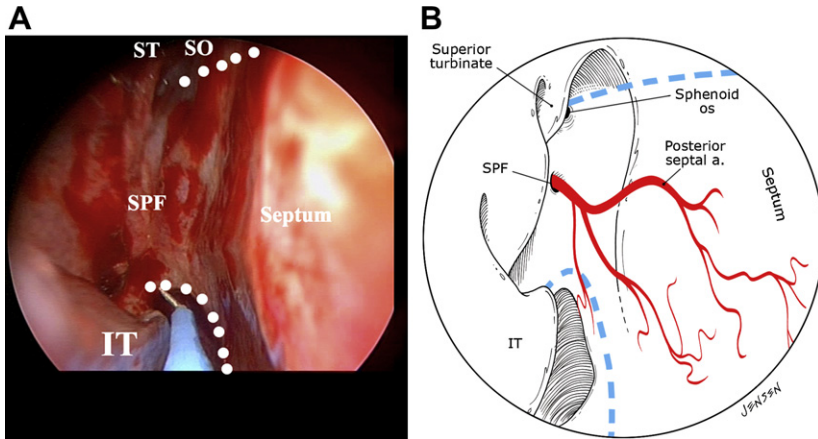 A
ST
SO
SPF
Septum
IT
B
Superior
turbinate
Sphenoid
os
Posterior
septal a.
SPF
Septum
IT
JENSEN